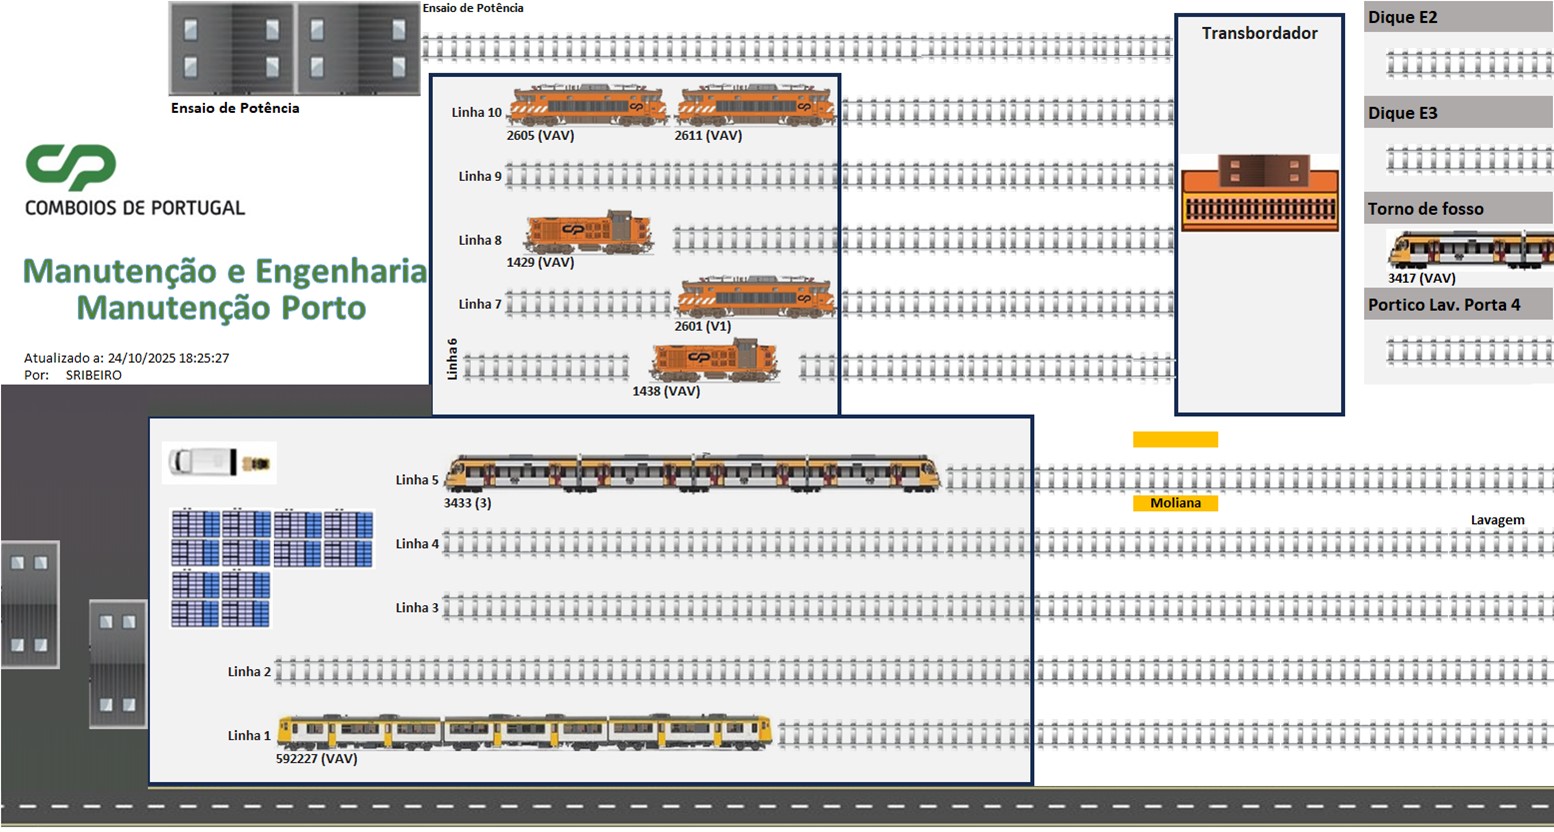 Ensaio de Potência
Ensaio de Potência
CP
COMBOIOS DE PORTUGAL
Manutenção e Engenharia
Manutenção Porto
Atualizado a: 24/10/2025 18:25:27
Por: SRIBEIRO
Linha 10
2605 (VAV) 2611 (VAV)
Linha 9
Linha 8
1429 (VAV)
Linha 7
2601 (V1)
Linha 6
1438 (VAV)
Transbordador
Dique E2
Dique E3
Torno de fosso
3417 (VAV)
Portico Lav. Porta 4
Linha 5
3433 (3)
Moliana
Lavagem
Linha 4
Linha 3
Linha 2
Linha 1
592227 (VAV)